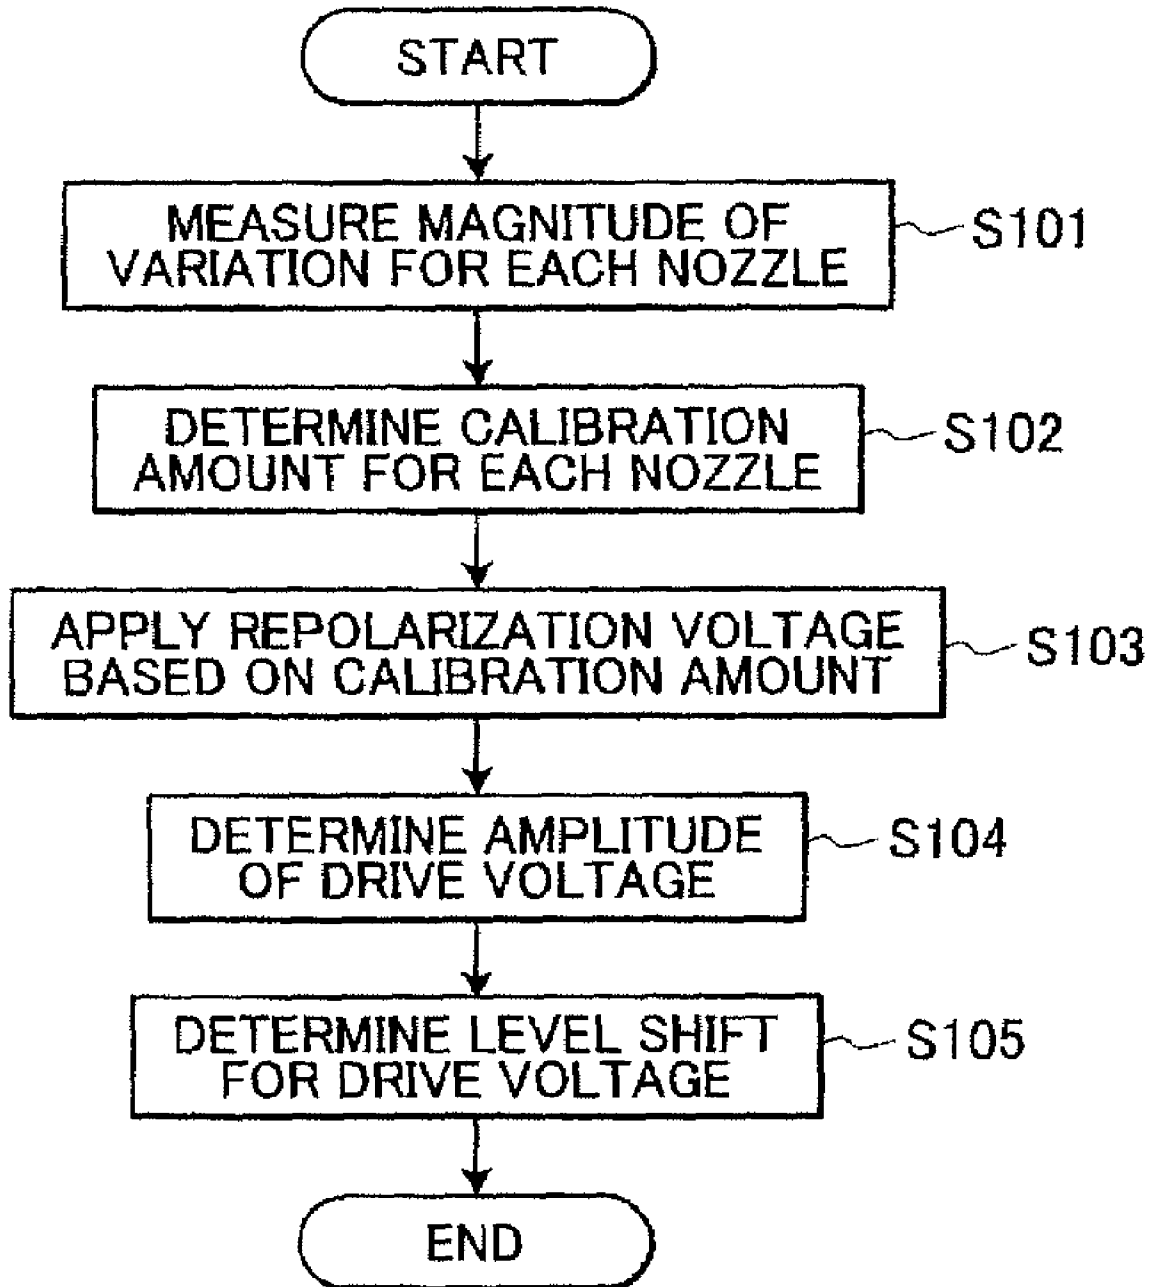 START
MEASURE MAGNITUDE OF
VARIATION FOR EACH NOZZLE
S101
DETERMINE CALIBRATION
AMOUNT FOR EACH NOZZLE
S102
APPLY REPOLARIZATION VOLTAGE
BASED ON CALIBRATION AMOUNT
S103
DETERMINE AMPLITUDE
OF DRIVE VOLTAGE
S104
DETERMINE LEVEL SHIFT
FOR DRIVE VOLTAGE
S105
END